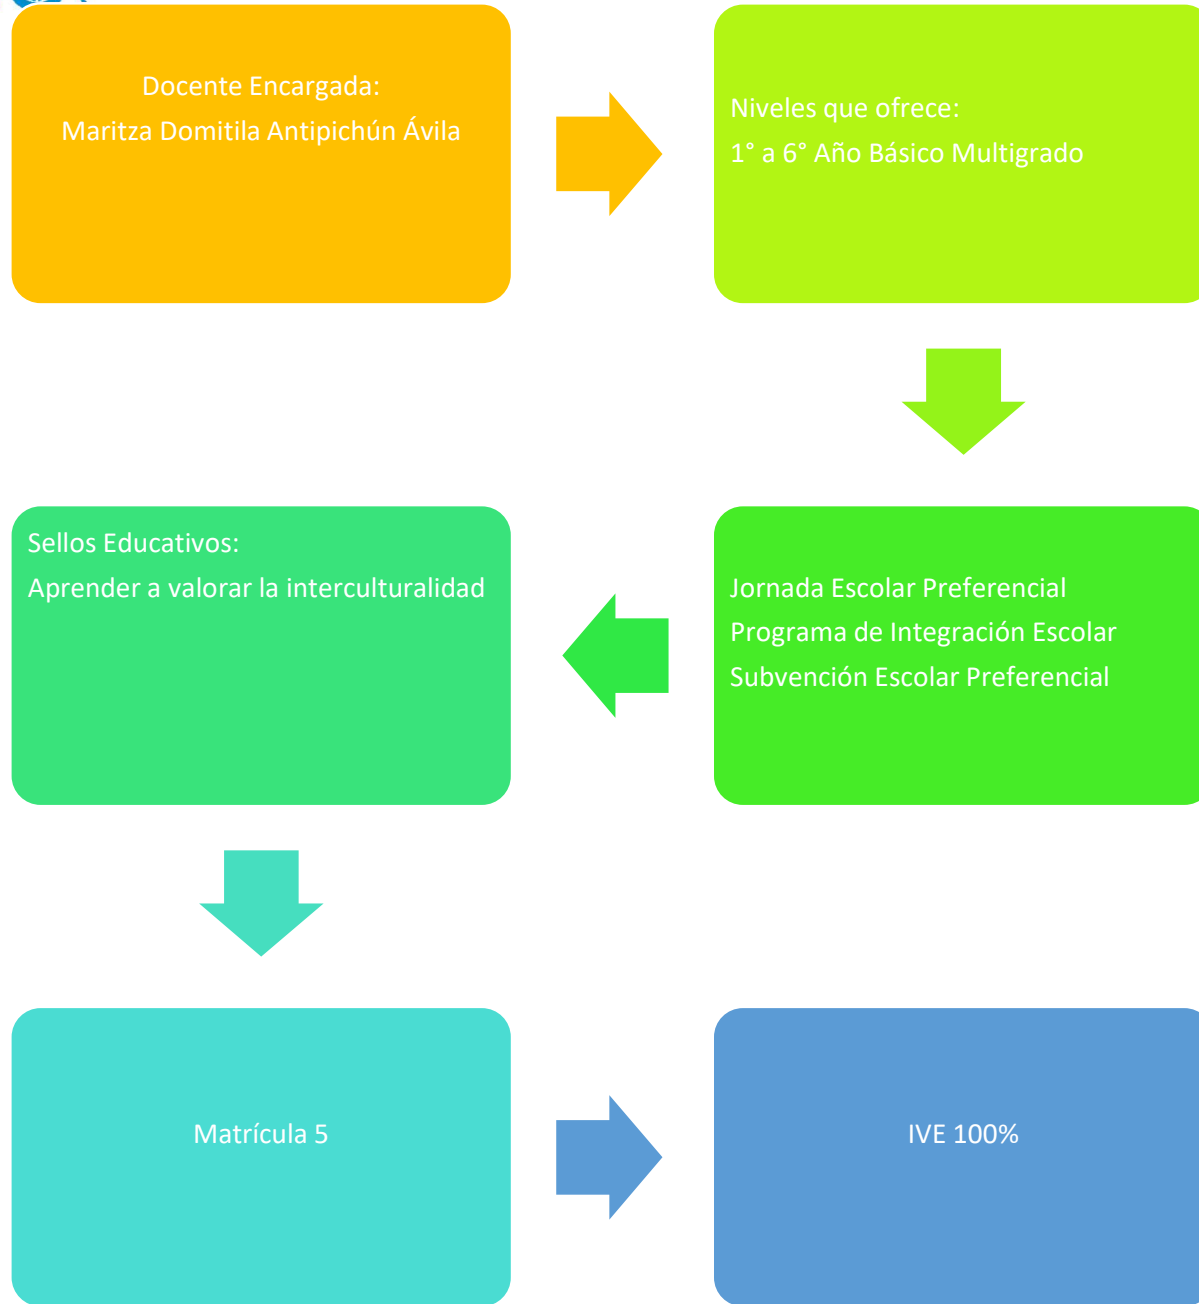 Docente Encargada:
Maritza Domitila Antipichún Ávila
Niveles que ofrece:
1° a 6° Año Básico Multigrado
Jornada Escolar Preferencial
Programa de Integración Escolar
Subvención Escolar Preferencial
Sellos Educativos:
Aprender a valorar la interculturalidad
Matrícula 5
IVE 100%